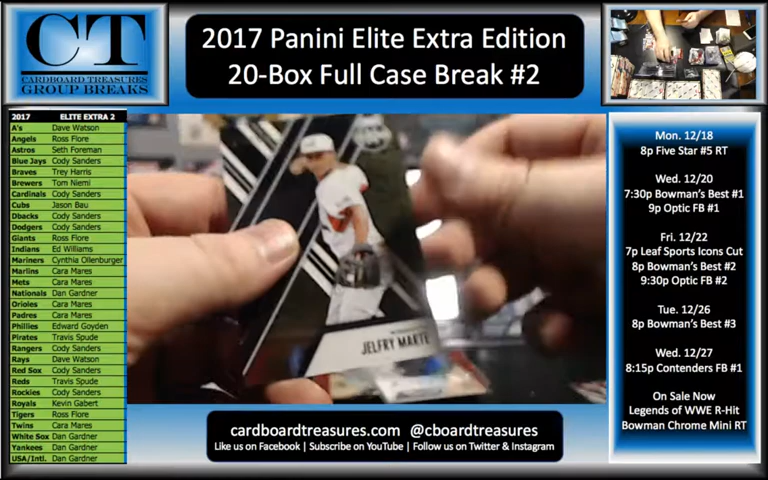 CT
CARDBOARD TREASURES
GROUP BREAKS
2017 Panini Elite Extra Edition
20-Box Full Case Break #2
2017 ELITE EXTRA 2
A's Dave Watson
Angels Ross Flore
Astros Seth Foreman
Blue Jays Cody Sanders
Braves Trey Harris
Brewers Tom Niemi
Cardinals Cody Sanders
Cubs Jason Bau
Dbacks Cody Sanders
Dodgers Cody Sanders
Giants Ross Flore
Indians Ed Williams
Mariners Cynthia Ollenburger
Marlins Cara Mares
Mets Cara Mares
Nationals Dan Gardner
Orioles Cara Mares
Padres Cara Mares
Phillies Edward Goyden
Pirates Travis Spude
Rangers Cody Sanders
Rays Dave Watson
Red Sox Cody Sanders
Reds Travis Spude
Rockies Cody Sanders
Royals Kevin Gabert
Tigers Ross Flore
Twins Cara Mares
White Sox Dan Gardner
Yankees Dan Gardner
USA/Intl. Dan Gardner
JELFRY MARTE
Mon. 12/18
8p Five Star #5 RT
Wed. 12/20
7:30p Bowman's Best #1
9p Optic FB #1
Fri. 12/22
7p Leaf Sports Icons Cut
8p Bowman's Best #2
9:30p Optic FB #2
Tue. 12/26
8p Bowman's Best #3
Wed. 12/27
8:15p Contenders FB #1
On Sale Now
Legends of WWE R-Hit
Bowman Chrome Mini RT
cardboardtreasures.com @cboardtreasures
Like us on Facebook | Subscribe on YouTube | Follow us on Twitter & Instagram